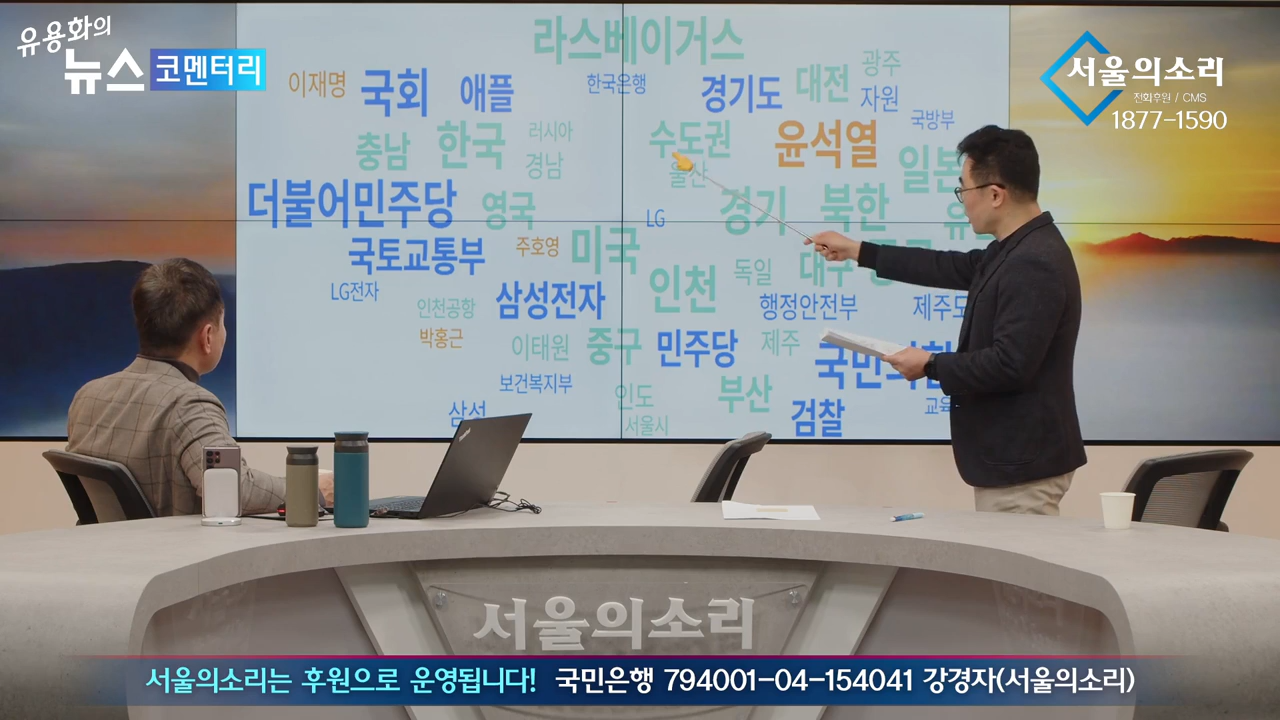 유용화의
뉴스 코멘터리
서울의소리
전화후원 / CMS
1877-1590
라스베이거스
이재명 국회 애플 한국은행 경기도 대전 광주
자원
국방부
충남 한국 러시아 수도권 윤석열 일본
경남 울산
더불어민주당 영국 LG 경기 북한
국토교통부 주호영 미국 인천 독일 대구
LG전자 인천공항 삼성전자 행정안전부 제주도
박홍근 이태원 중구 민주당 제주
보건복지부 인도 부산
삼성 서울시 검찰
서울의소리
서울의소리는 후원으로 운영됩니다! 국민은행 794001-04-154041 강경자(서울의소리)